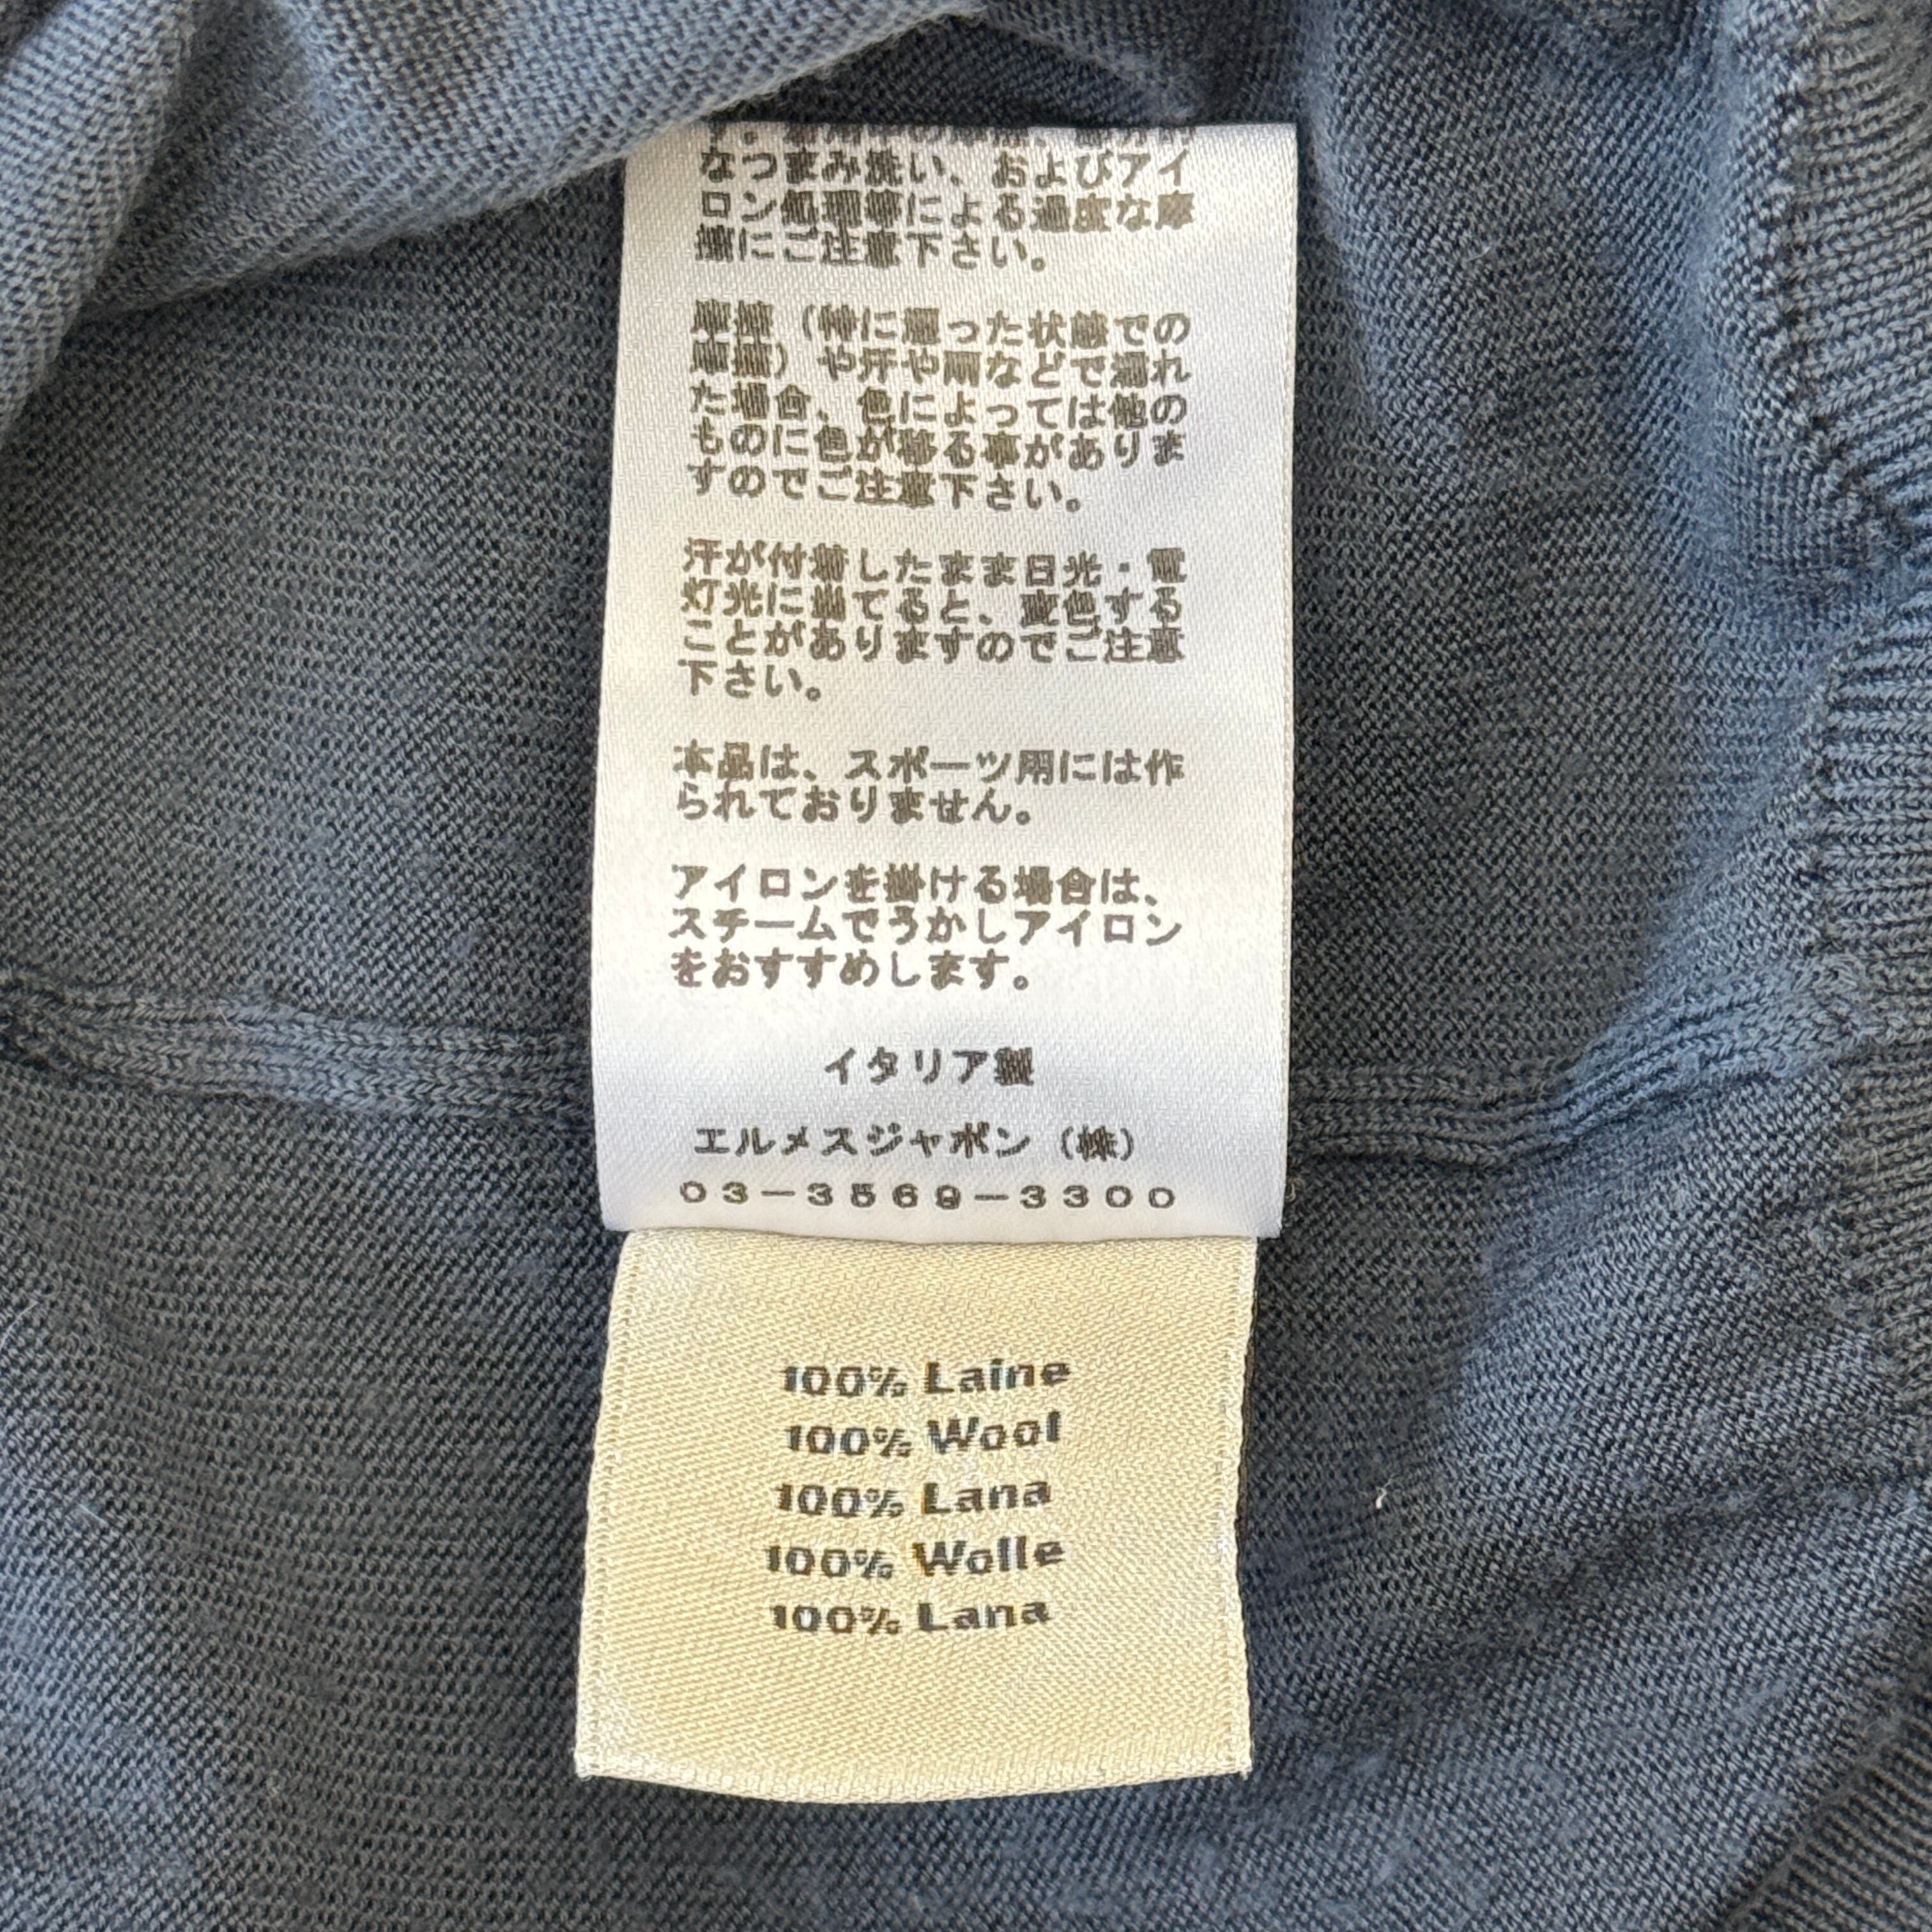 なつまみ洗い、およびアイ
ロン処理等による過度な摩
擦にご注意下さい。
摩擦（特に湿った状態での
摩擦）や汗や雨などで濡れ
た場合、色によっては他の
ものに色が移る事がありま
すのでご注意下さい。
汗が付着したまま日光・電
灯光に当てると、変色する
ことがありますのでご注意
下さい。
本品は、スポーツ用には作
られておりません。
アイロンを掛ける場合は、
スチームでうかしアイロン
をおすすめします。
イタリア製
エルメスジャポン（株）
03－3569－3300
100% Laine
100% Wool
100% Lana
100% Wolle
100% Lana